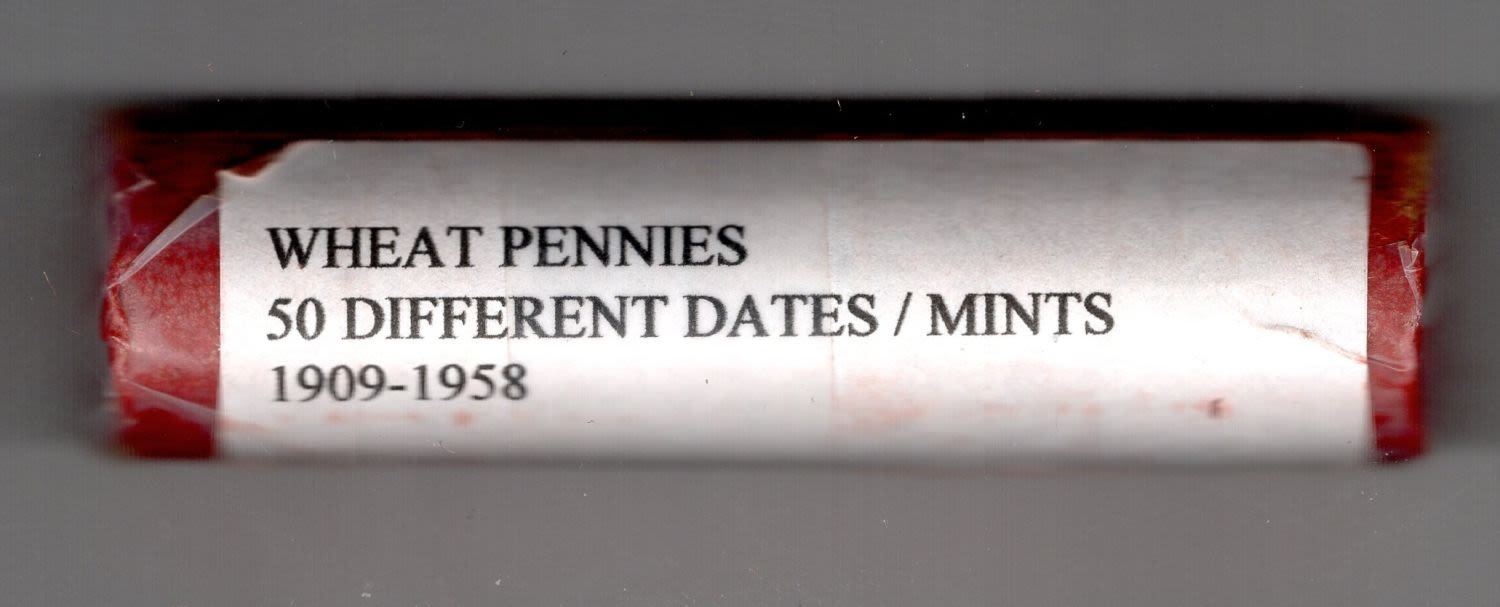 WHEAT PENNIES
50 DIFFERENT DATES / MINTS
1909-1958